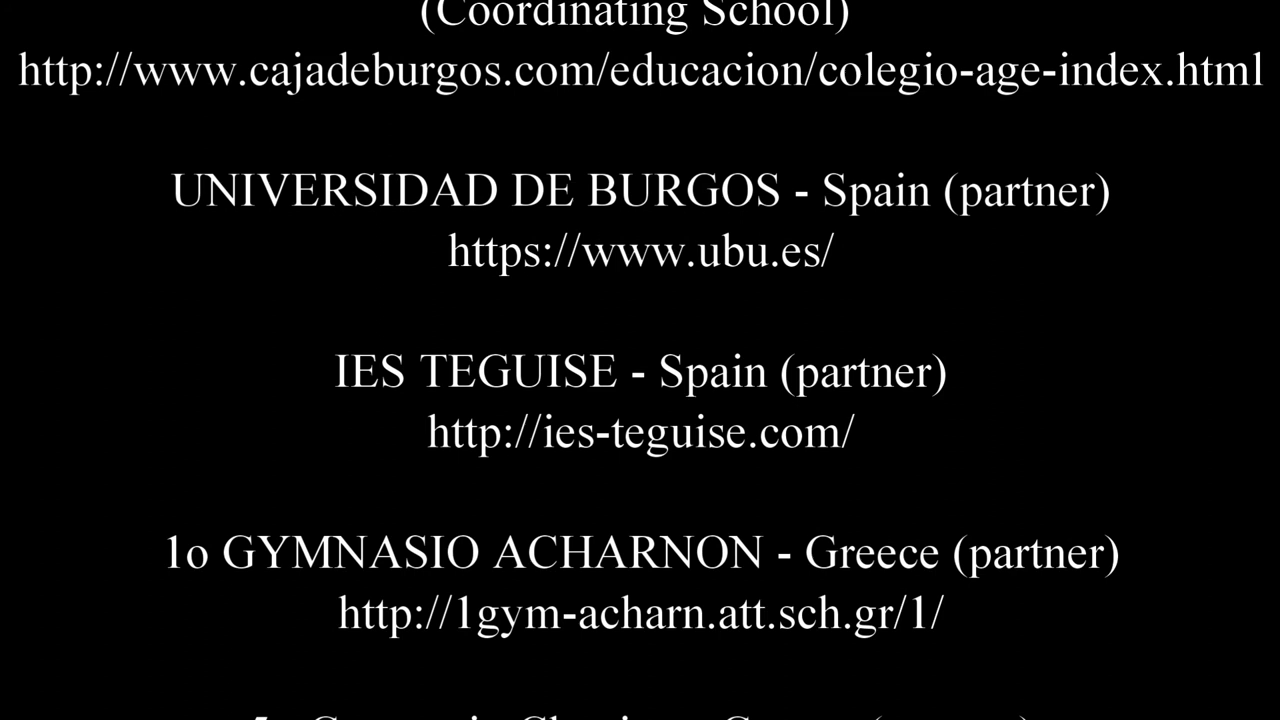 (Coordinating School)
http://www.cajadeburgos.com/educacion/colegio-age-index.html
UNIVERSIDAD DE BURGOS - Spain (partner)
https://www.ubu.es/
IES TEGUISE - Spain (partner)
http://ies-teguise.com/
1o GYMNASIO ACHARNON - Greece (partner)
http://1gym-acharn.att.sch.gr/1/